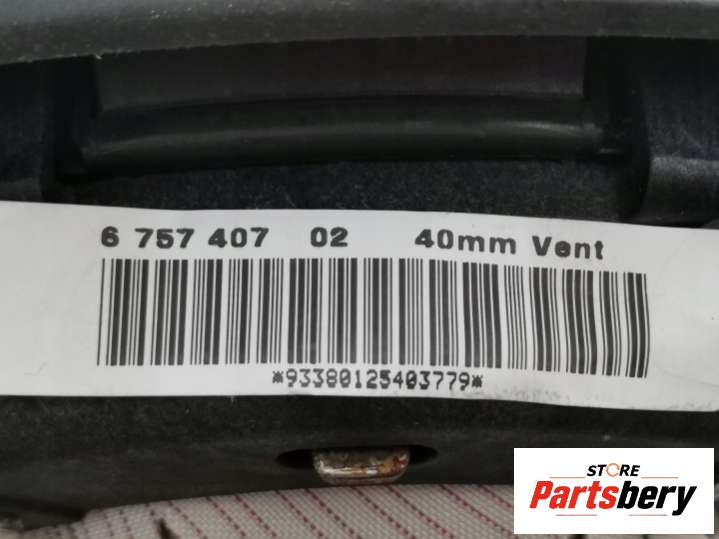 6 757 407 02 40mm Vent
*93380125403779*
STORE
Partsbery